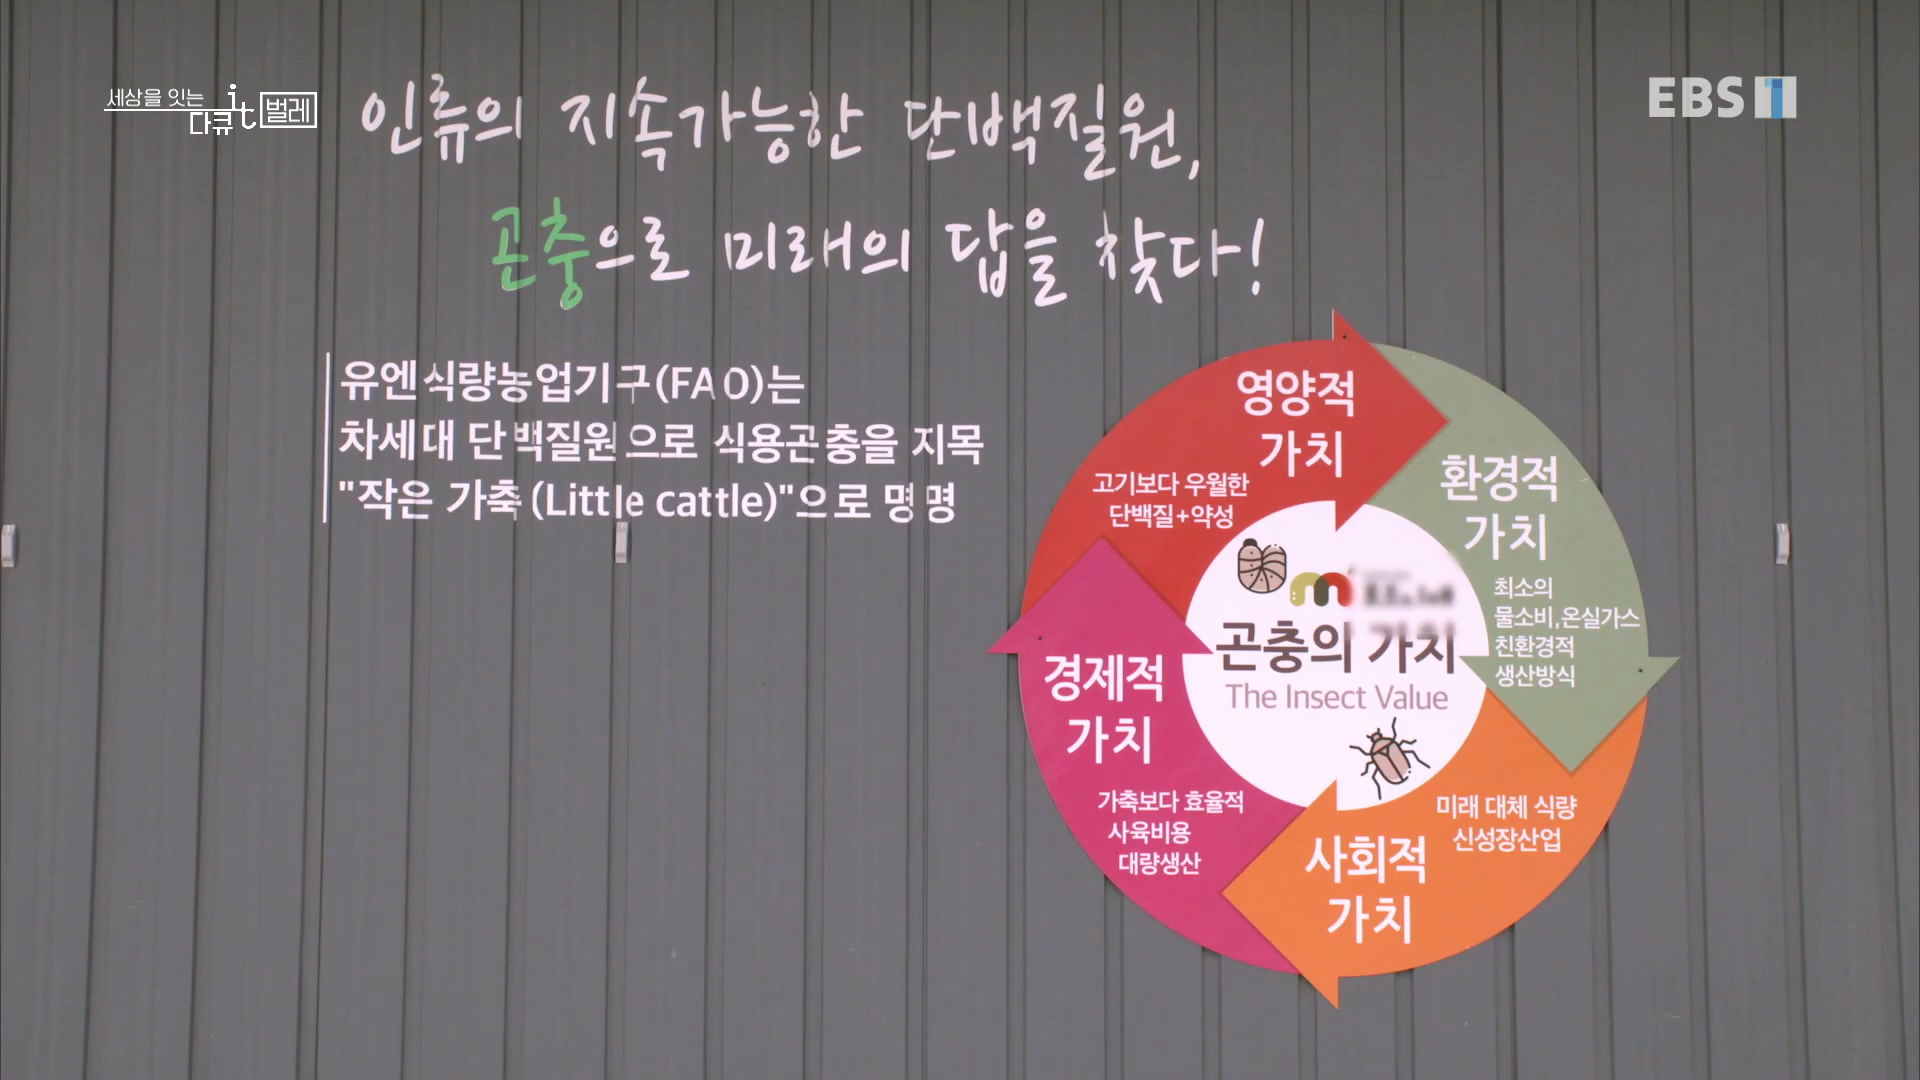 세상을 잇는
다큐 it 벌레
EBS 1
인류의 지속가능한 단백질원,
곤충으로 미래의 답을 찾다!
유엔식량농업기구(FAO)는
차세대 단백질원으로 식용곤충을 지목
"작은 가축(Little cattle)"으로 명명
영양적
가치
고기보다 우월한
단백질+약성
환경적
가치
최소의
물소비,온실가스
친환경적
생산방식
곤충의 가치
The Insect Value
경제적
가치
가축보다 효율적
사육비용
대량생산
미래 대체 식량
신성장산업
사회적
가치